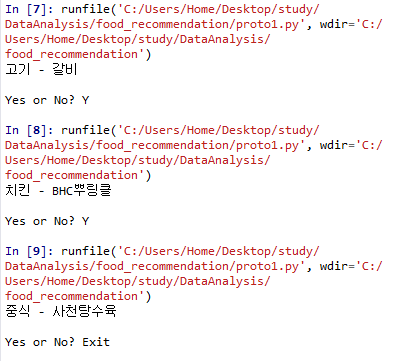 In [7]: runfile('C:/Users/Home/Desktop/study/
DataAnalysis/food_recommendation/proto1.py', wdir='C:/
Users/Home/Desktop/study/DataAnalysis/
food_recommendation')
고기 - 갈비
Yes or No? Y
In [8]: runfile('C:/Users/Home/Desktop/study/
DataAnalysis/food_recommendation/proto1.py', wdir='C:/
Users/Home/Desktop/study/DataAnalysis/
food_recommendation')
치킨 - BHC뿌링클
Yes or No? Y
In [9]: runfile('C:/Users/Home/Desktop/study/
DataAnalysis/food_recommendation/proto1.py', wdir='C:/
Users/Home/Desktop/study/DataAnalysis/
food_recommendation')
중식 - 사천탕수육
Yes or No? Exit